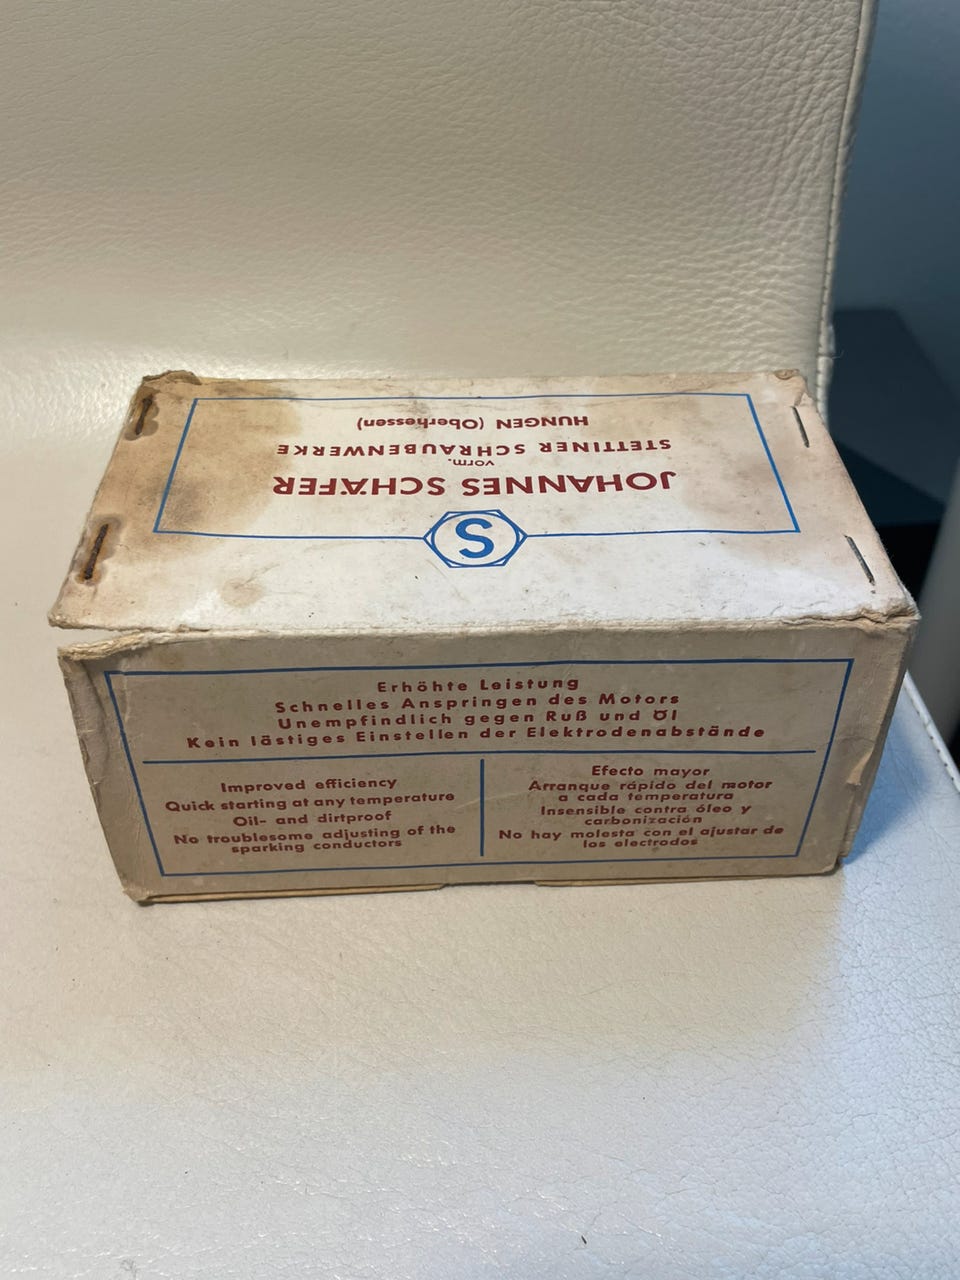 JOHANNES SCHÄFER
vorm.
STETTINER SCHRAUBENWERKE
HUNGEN (Oberhessen)
S
Erhöhte Leistung
Schnelles Anspringen des Motors
Unempfindlich gegen Ruß und Öl
Kein lästiges Einstellen der Elektrodenabstände
Improved efficiency
Quick starting at any temperature
Oil- and dirtproof
No troublesome adjusting of the
sparking conductors
Efecto mayor
Arranque rápido del motor
a cada temperatura
Insensible contra óleo y
carbonización
No hay molesta con el ajustar de
los electrodos